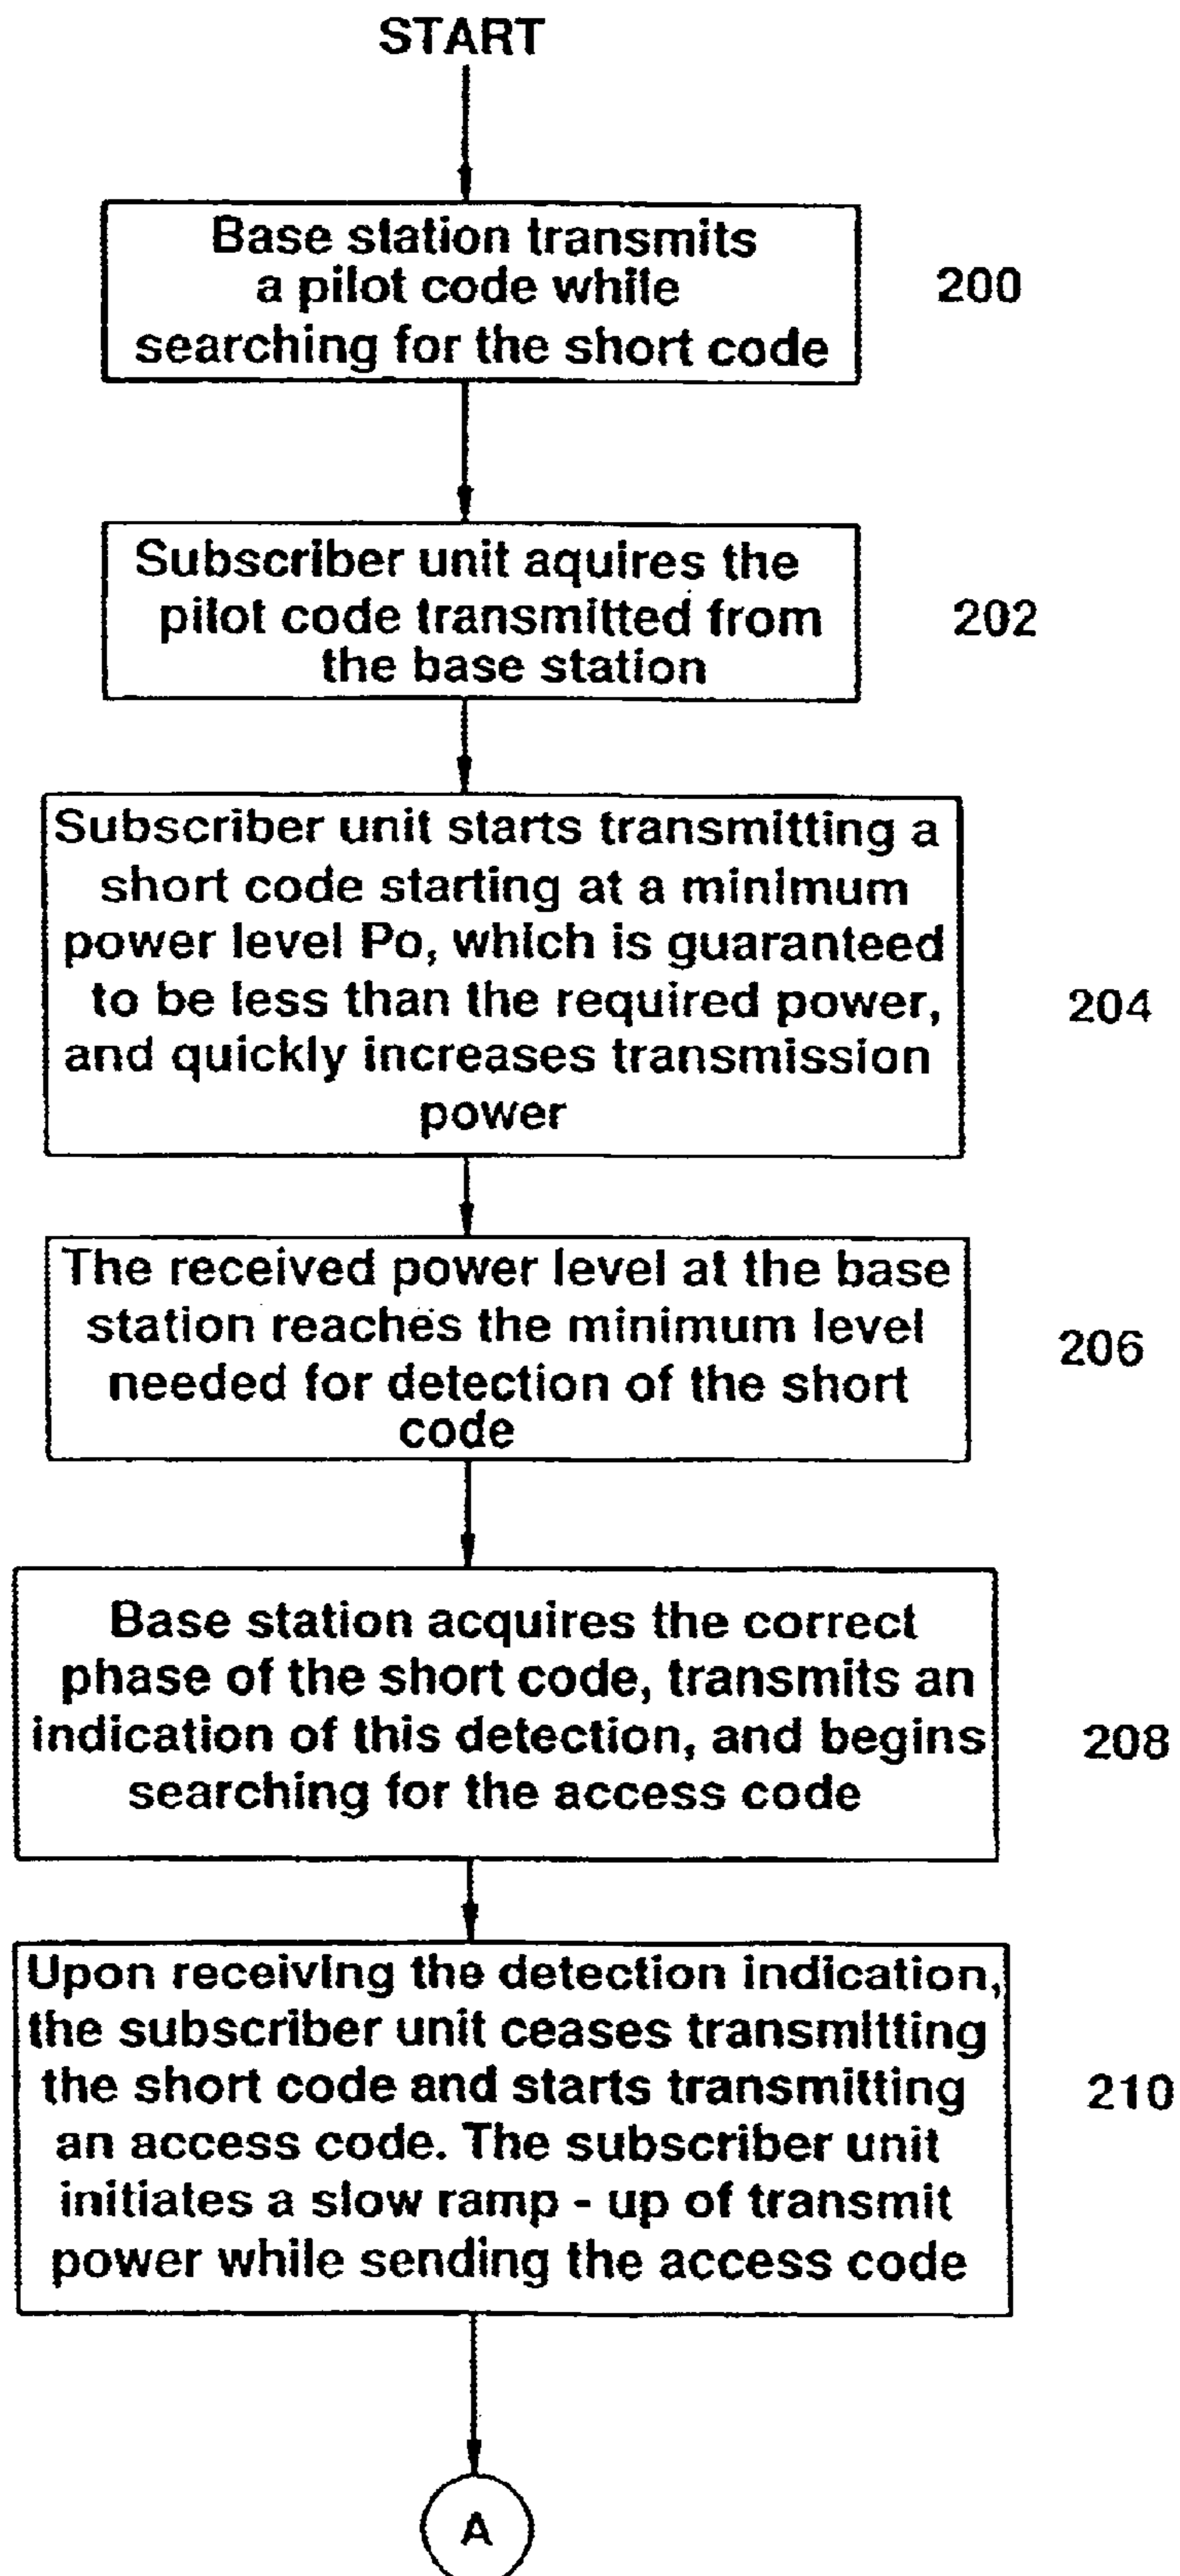 START
Base station transmits
a pilot code while
searching for the short code
200
Subscriber unit aquires the
pilot code transmitted from
the base station
202
Subscriber unit starts transmitting a
short code starting at a minimum
power level Po, which is guaranteed
to be less than the required power,
and quickly increases transmission
power
204
The received power level at the base
station reaches the minimum level
needed for detection of the short
code
206
Base station acquires the correct
phase of the short code, transmits an
indication of this detection, and begins
searching for the access code
208
Upon receiving the detection indication,
the subscriber unit ceases transmitting
the short code and starts transmitting
an access code. The subscriber unit
initiates a slow ramp - up of transmit
power while sending the access code
210
A